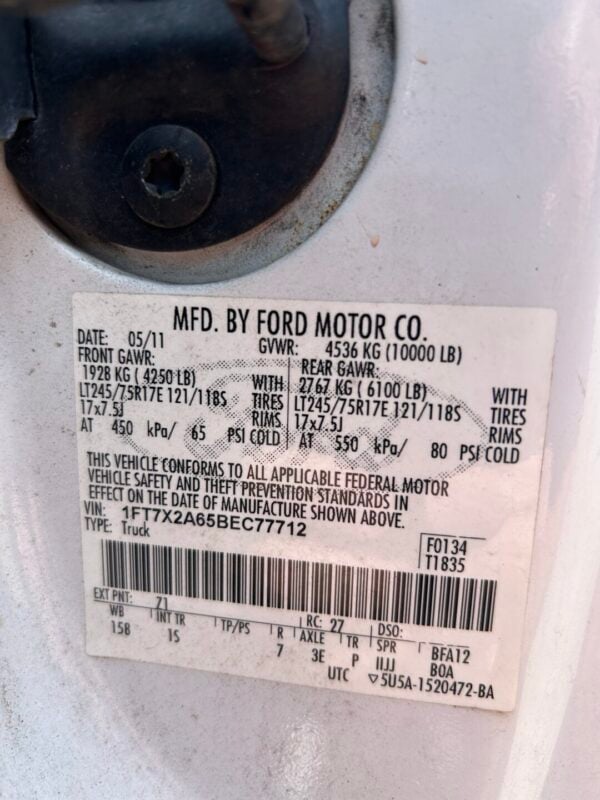 MFD. BY FORD MOTOR CO.
DATE: 05/11 GVWR: 4536 KG (10000 LB)
FRONT GAWR: REAR GAWR:
1928 KG ( 4250 LB) WITH 2767 KG ( 6100 LB) WITH
LT245/75R17E 121/118S TIRES LT245/75R17E 121/118S TIRES
17x7.5J RIMS 17x7.5J RIMS
AT 450 kPa/ 65 PSI COLD AT 550 kPa/ 80 PSI COLD
THIS VEHICLE CONFORMS TO ALL APPLICABLE FEDERAL MOTOR
VEHICLE SAFETY AND THEFT PREVENTION STANDARDS IN
EFFECT ON THE DATE OF MANUFACTURE SHOWN ABOVE.
VIN: 1FT7X2A65BEC77712
TYPE: Truck
F0134
T1835
EXT PNT: Z1 RC: 27 DSO:
WB INT TR TP/PS R AXLE TR SPR BFA12
158 IS 7 3E P IIJJ BOA
UTC ▽5U5A-1520472-BA